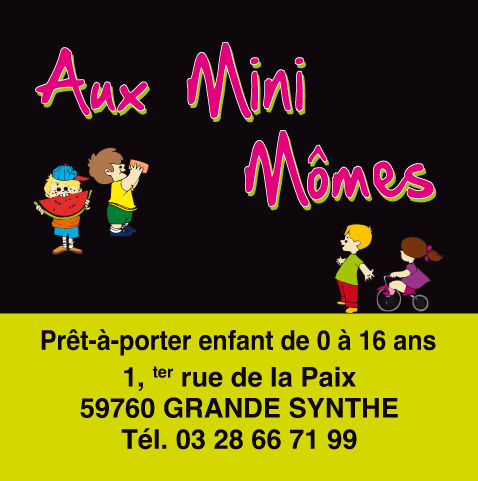 Aux Mini
Mômes
Prêt-à-porter enfant de 0 à 16 ans
1, ter rue de la Paix
59760 GRANDE SYNTHE
Tél. 03 28 66 71 99